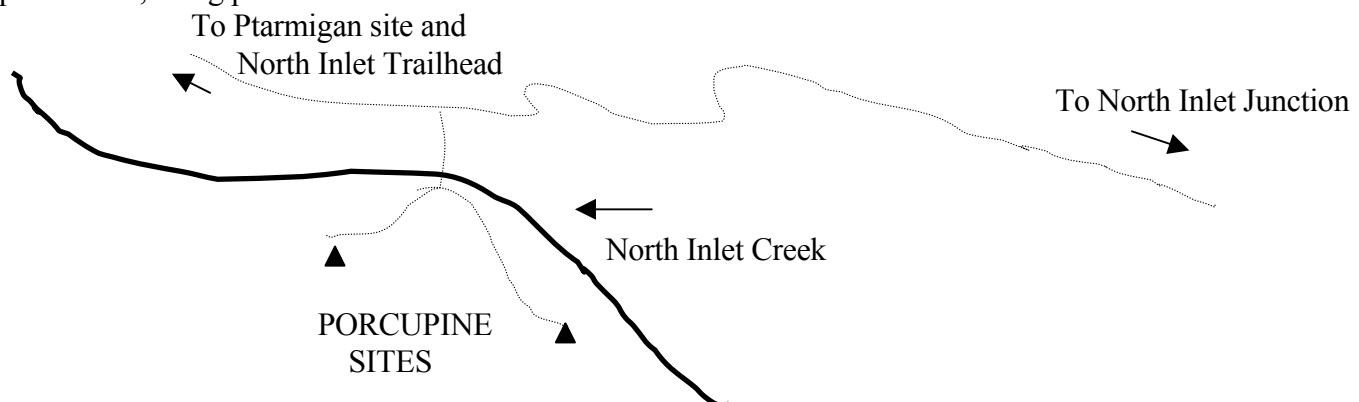 To Ptarmigan site and
North Inlet Trailhead
To North Inlet Junction
North Inlet Creek
PORCUPINE
SITES